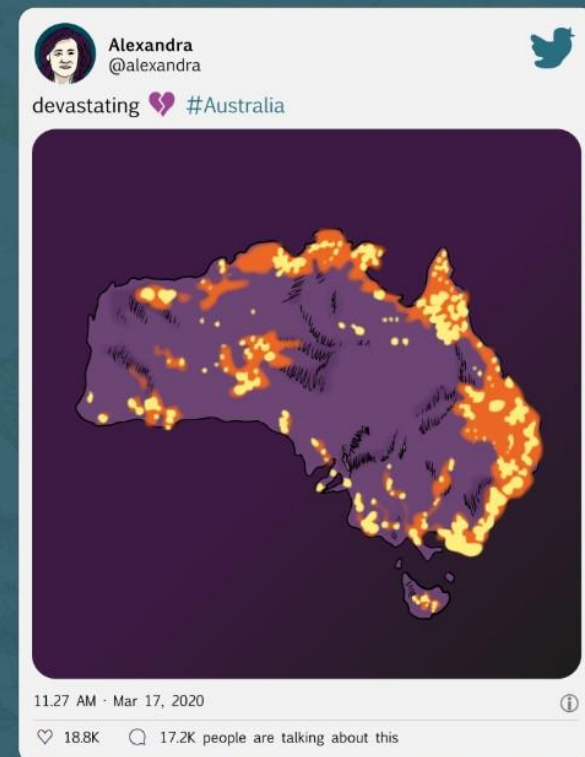 Alexandra
@alexandra
devastating 💔 #Australia
11.27 AM · Mar 17, 2020
18.8K 17.2K people are talking about this